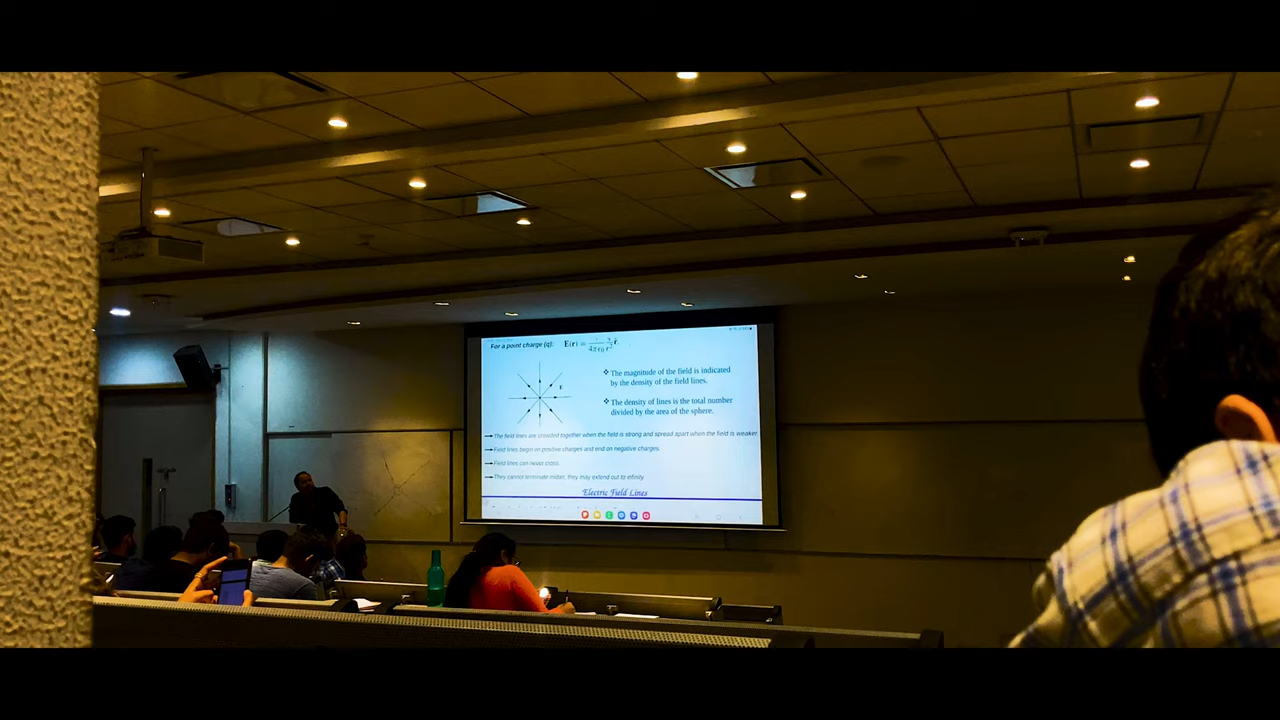 For a point charge (q): E(r) = 1/4πϵ0 q/r² r̂.
E
❖ The magnitude of the field is indicated
by the density of the field lines.
❖ The density of lines is the total number
divided by the area of the sphere.
The field lines are crowded together when the field is strong and spread apart when the field is weaker.
Field lines begin on positive charges and end on negative charges.
Field lines can never cross.
They cannot terminate midair, they may extend out to efinity
Electric Field Lines